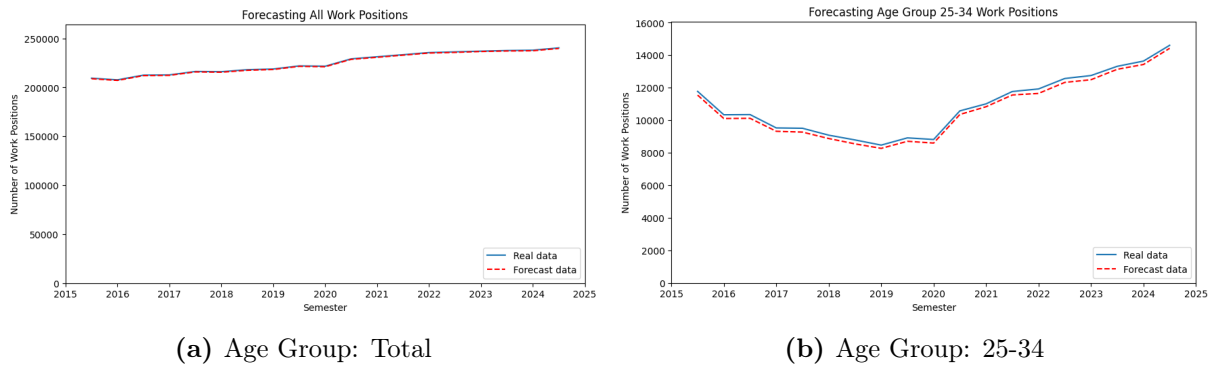 Forecasting All Work Positions
250000
200000
150000
100000
50000
0
Number of Work Positions
Real data
Forecast data
2015 2016 2017 2018 2019 2020 2021 2022 2023 2024 2025
Semester
(a) Age Group: Total
Forecasting Age Group 25-34 Work Positions
16000
14000
12000
10000
8000
6000
4000
2000
0
Number of Work Positions
Real data
Forecast data
2015 2016 2017 2018 2019 2020 2021 2022 2023 2024 2025
Semester
(b) Age Group: 25-34